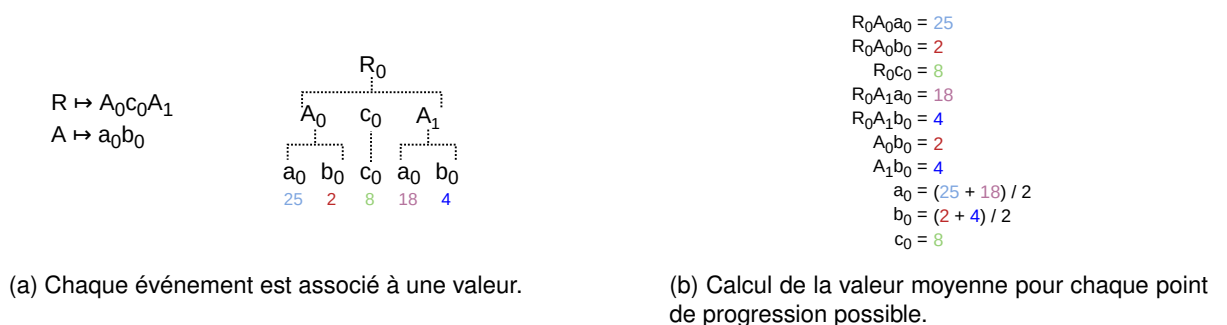 R ↦ A₀c₀A₁
A ↦ a₀b₀
R₀
A₀ c₀ A₁
a₀ b₀ c₀ a₀ b₀
25 2 8 18 4
(a) Chaque événement est associé à une valeur.
R₀A₀a₀ = 25
R₀A₀b₀ = 2
R₀c₀ = 8
R₀A₁a₀ = 18
R₀A₁b₀ = 4
A₀b₀ = 2
A₁b₀ = 4
a₀ = (25 + 18) / 2
b₀ = (2 + 4) / 2
c₀ = 8
(b) Calcul de la valeur moyenne pour chaque point
de progression possible.